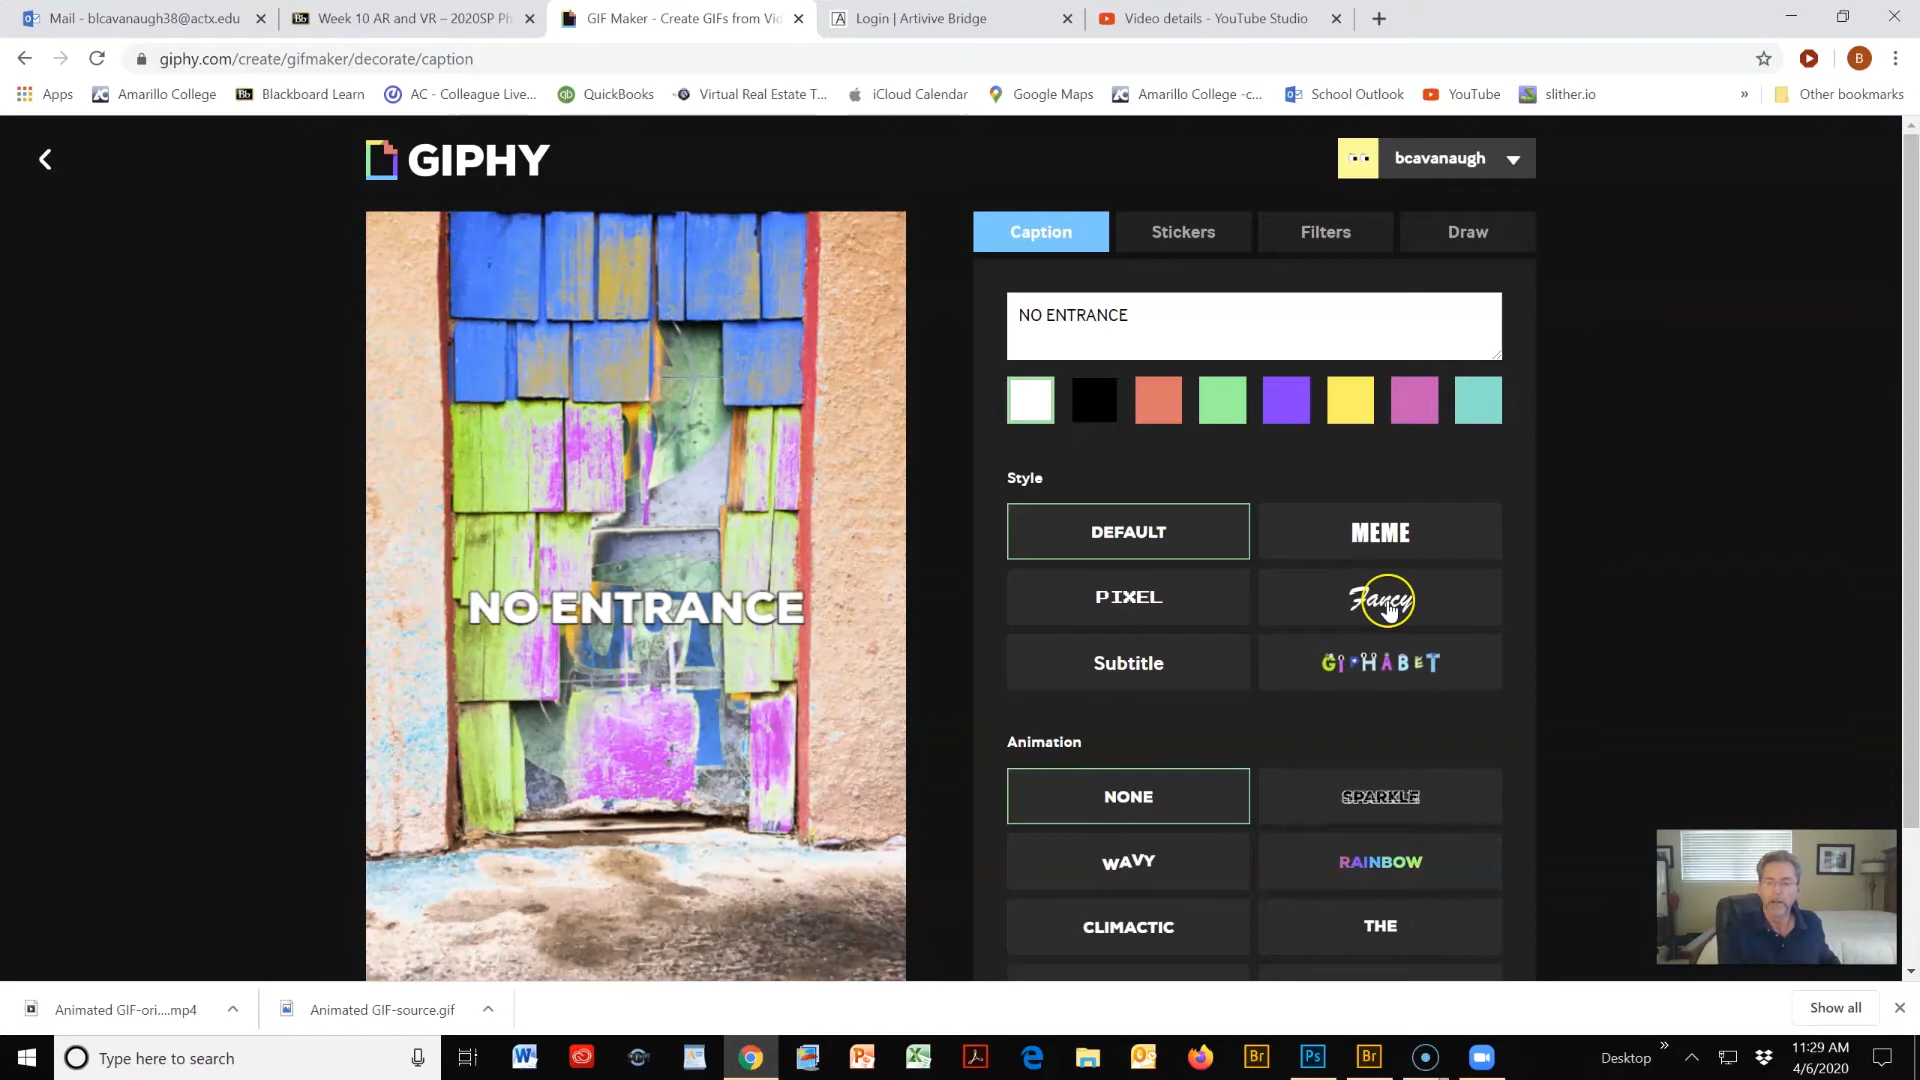 blcavanaugh38@actx.edu
Mail - blcavanaugh38@actx.edu
Week 10 AR and VR – 2020SP Ph
GIF Maker - Create GIFs from Vid
Login | Artivive Bridge
Video details - YouTube Studio
giphy.com/create/gifmaker/decorate/caption
B
Apps
Amarillo College
Blackboard Learn
AC - Colleague Live...
QuickBooks
Virtual Real Estate T...
iCloud Calendar
Google Maps
Amarillo College -c...
School Outlook
YouTube
slither.io
Other bookmarks
GIPHY
bcavanaugh
Caption
Stickers
Filters
Draw
NO ENTRANCE
Style
DEFAULT
MEME
PIXEL
Fancy
Subtitle
GIPHABET
NO ENTRANCE
Animation
NONE
SPARKLE
WAVY
RAINBOW
CLIMACTIC
THE
Animated GIF-ori....mp4
Animated GIF-source.gif
Show all
Type here to search
Desktop
11:29 AM
4/6/2020